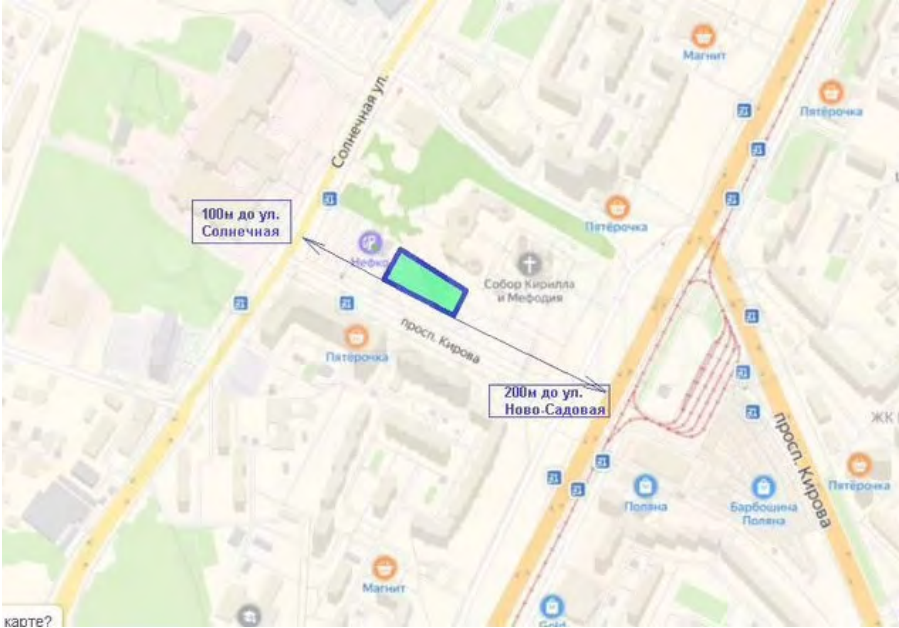 Магнит
Пятёрочка
Солнечная ул.
100м до ул.
Солнечная
Пятёрочка
Собор Кирилла
и Мефодия
просп. Кирова
Пятёрочка
200м до ул.
Ново-Садовая
ЖК
просп. Кирова
Пятёрочка
Поляна
Барбошина
Поляна
Магнит
Gold
карте?